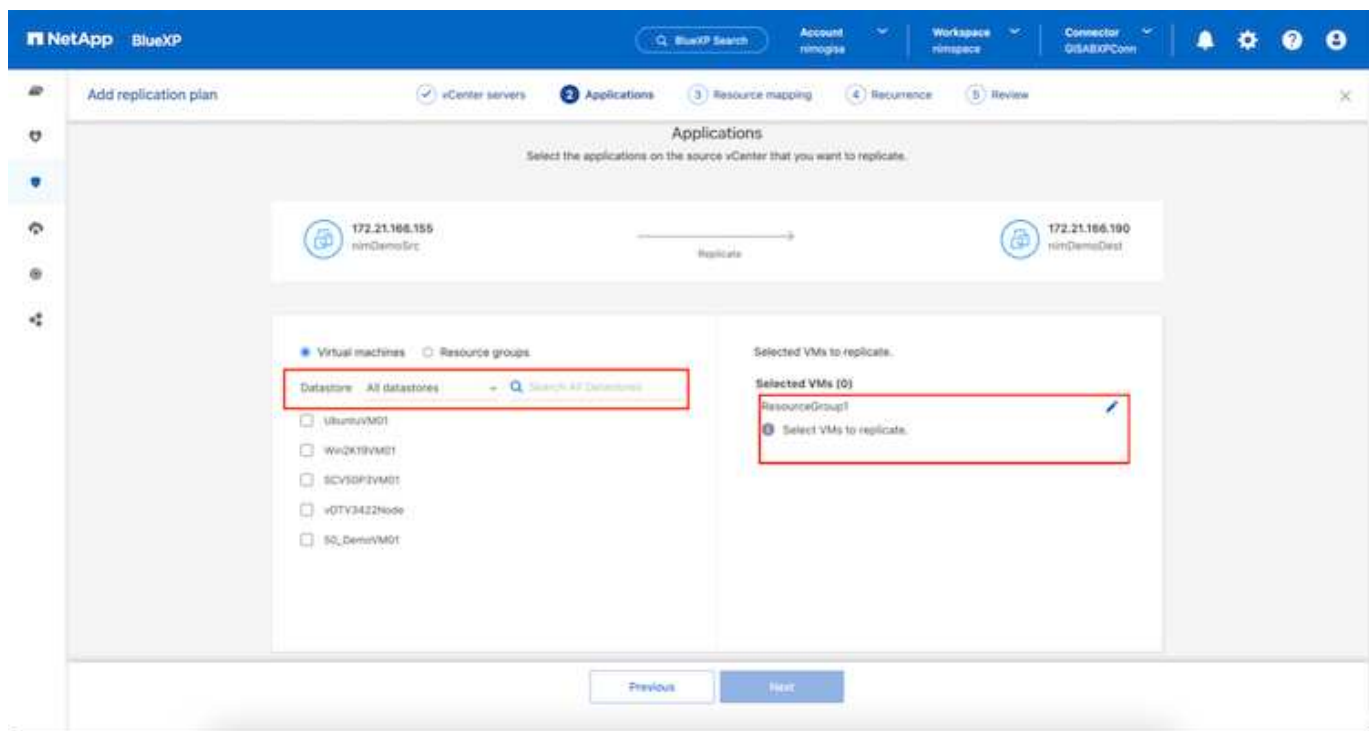 NetApp BlueXP
BlueXP Search
Account
nimogisa
Workspace
nimspace
Connector
GISABXPConn
Add replication plan
vCenter servers
2 Applications
3 Resource mapping
4 Recurrence
5 Review
Applications
Select the applications on the source vCenter that you want to replicate.
172.21.166.155
nimDemoSrc
Replicate
172.21.166.190
nimDemoDest
Virtual machines Resource groups
Datastore All datastores Search All Datastores
UbuntuVM01
Win2K19VM01
SCV50P3VM01
vOTV3422Node
50_DemoVM01
Selected VMs to replicate.
Selected VMs (0)
ResourceGroup1
Select VMs to replicate.
Previous
Next